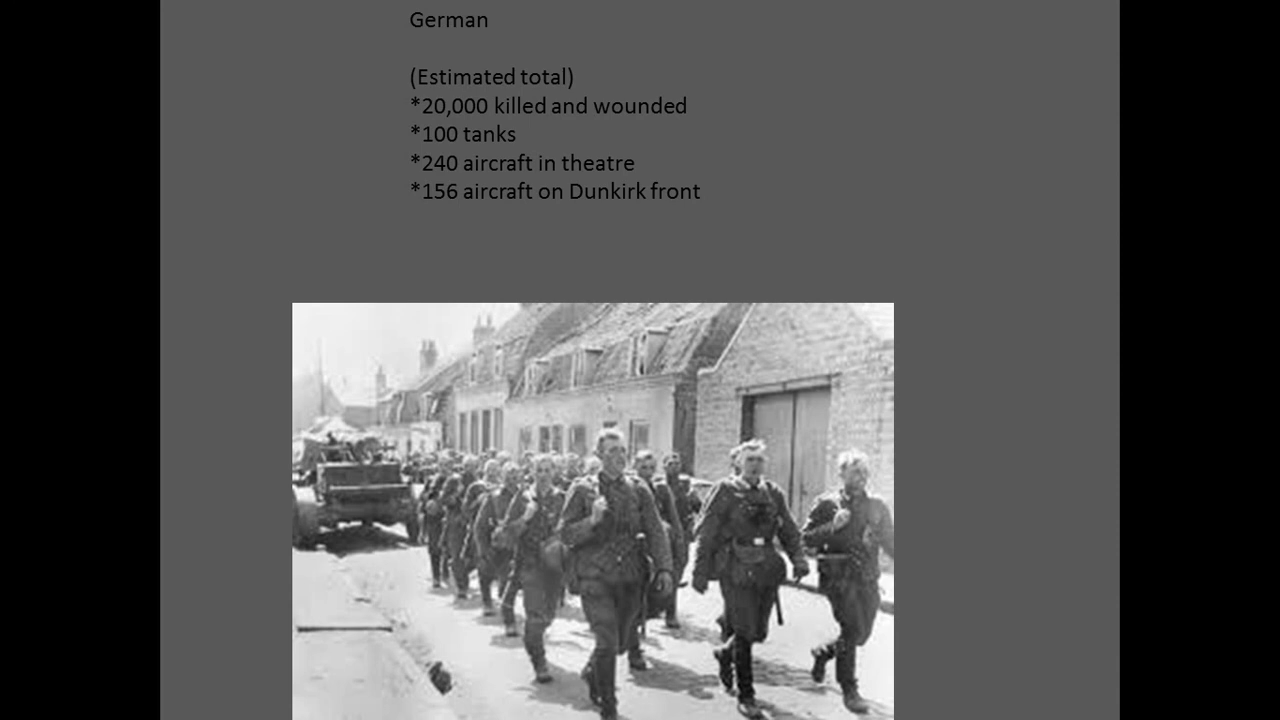 German
(Estimated total)
*20,000 killed and wounded
*100 tanks
*240 aircraft in theatre
*156 aircraft on Dunkirk front